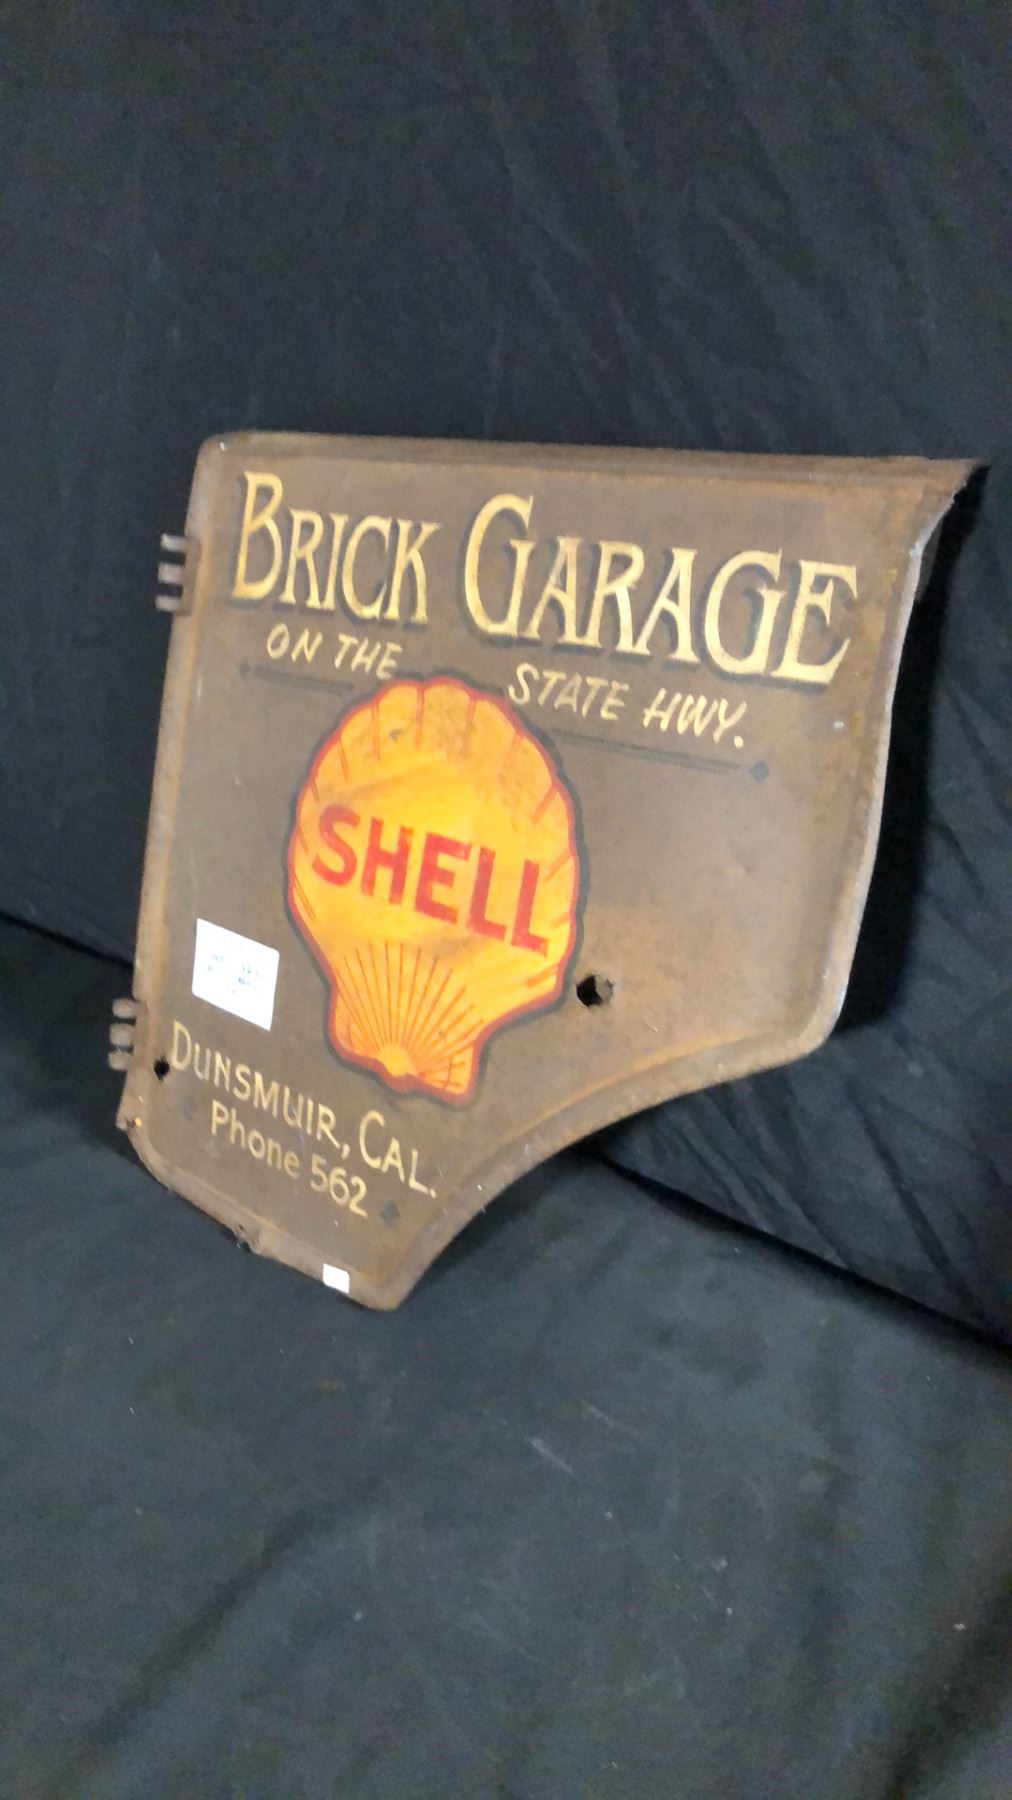 BRICK GARAGE
ON THE STATE HWY.
SHELL
DUNSMUIR, CAL.
Phone 562